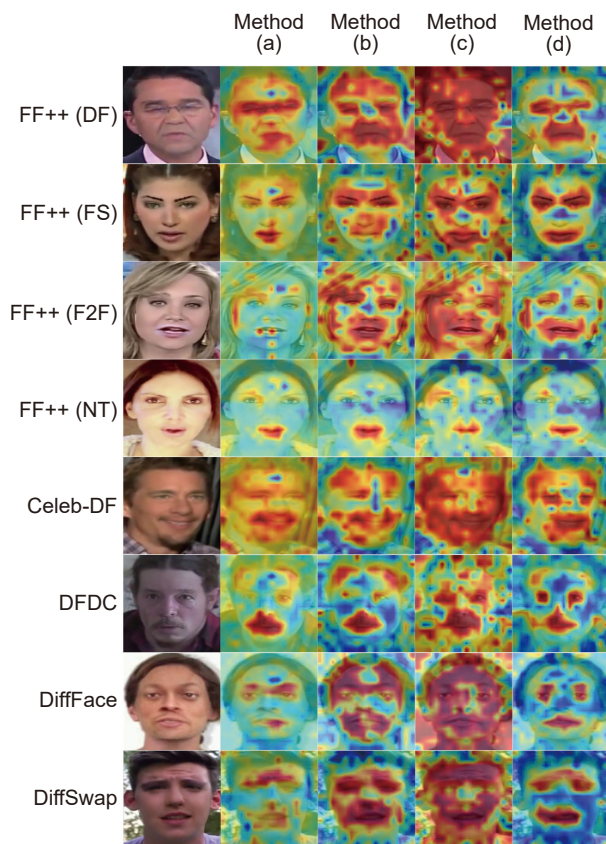 Method Method Method Method
(a) (b) (c) (d)
FF++ (DF)
FF++ (FS)
FF++ (F2F)
FF++ (NT)
Celeb-DF
DFDC
DiffFace
DiffSwap